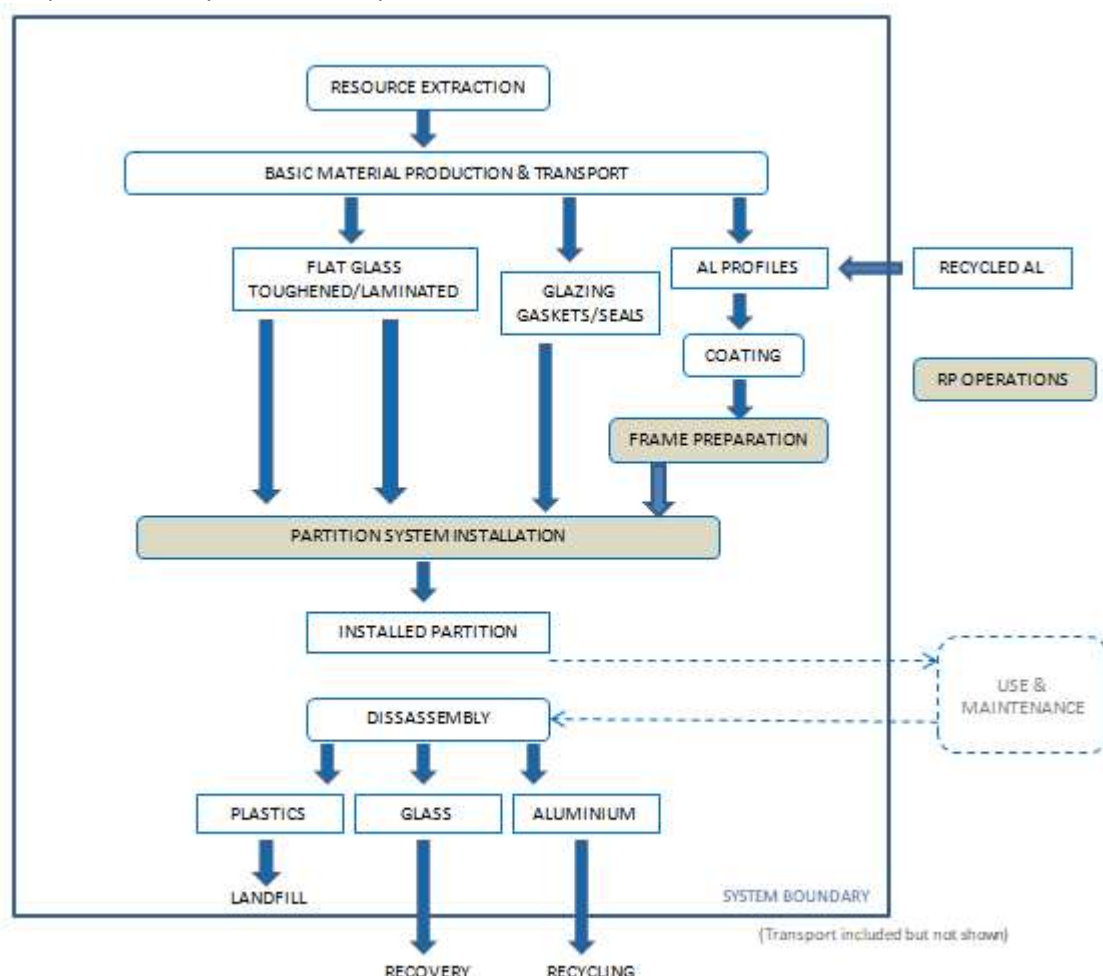 RESOURCE EXTRACTION
BASIC MATERIAL PRODUCTION & TRANSPORT
FLAT GLASS
TOUGHENED/LAMINATED
GLAZING
GASKETS/SEALS
AL PROFILES
RECYCLED AL
COATING
RP OPERATIONS
FRAME PREPARATION
PARTITION SYSTEM INSTALLATION
INSTALLED PARTITION
USE &
MAINTENANCE
DISSASSEMBLY
PLASTICS
GLASS
ALUMINIUM
LANDFILL
SYSTEM BOUNDARY
(Transport included but not shown)
RECOVERY
RECYCLING